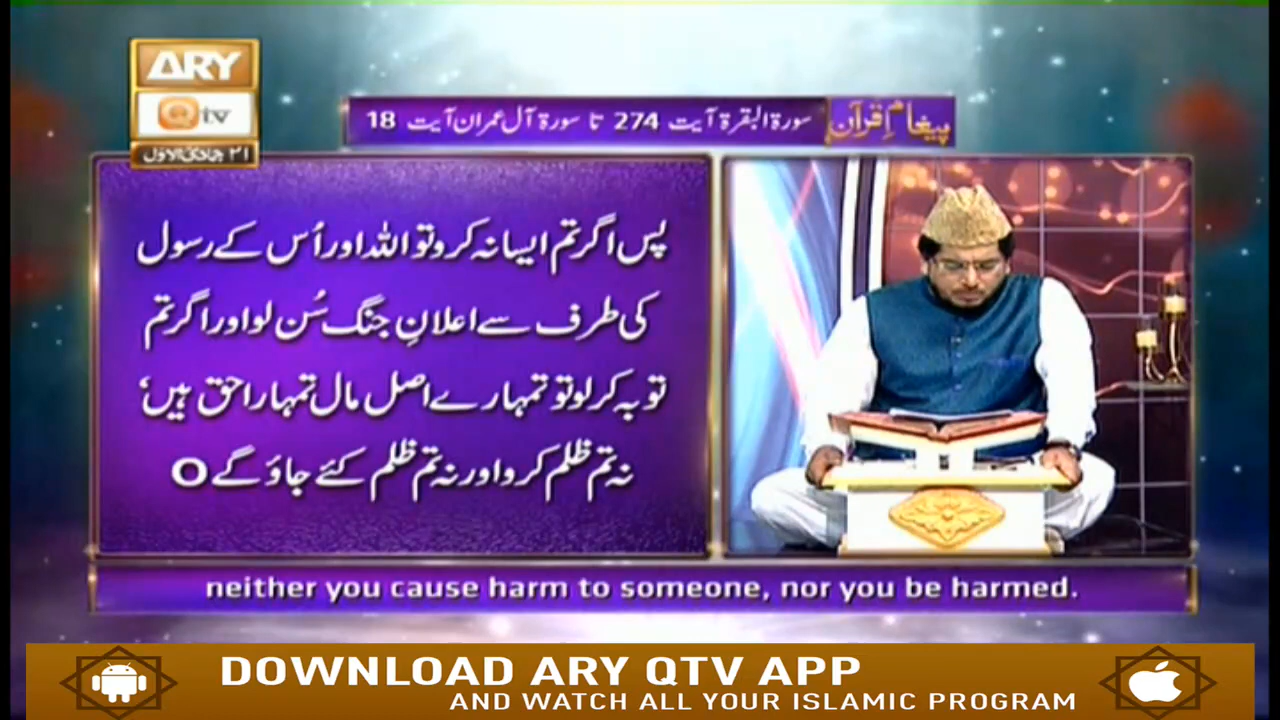 ARY
Qtv
۲۱ جمادی الاوّل
پیغامِ قرآن
سورۃ البقرۃ آیت 274 تا سورۃ آل عمران آیت 18
پس اگر تم ایسا نہ کرو تو اللہ اور اُس کے رسول
کی طرف سے اعلانِ جنگ سُن لو اور اگر تم
توبہ کر لو تو تمہارے اصل مال تمہارا حق ہیں‘
نہ تم ظلم کرو اور نہ تم ظلم کئے جاؤ گے O
neither you cause harm to someone, nor you be harmed.
DOWNLOAD ARY QTV APP
AND WATCH ALL YOUR ISLAMIC PROGRAM